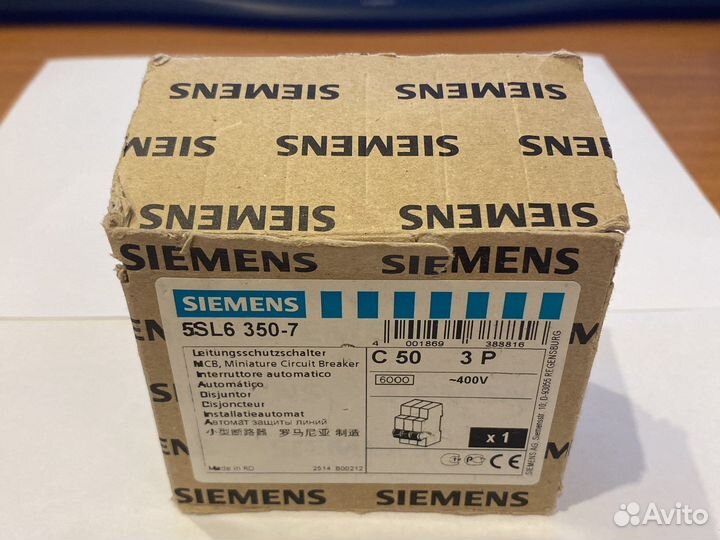 SIEMENS SIEMENS
SIEMENS SIEMENS SIEMENS
SIEMENS SIEMENS
SIEMENS SIEMENS
SIEMENS
5SL6 350-7
4 001869 388816
Leitungsschutzschalter
MCB, Miniature Circuit Breaker
Interruttore automatico
Automático
Disjuntor
Disjoncteur
Installatieautomat
Автомат защиты линий
小型断路器 罗马尼亚 制造
Made in RO 2514 B00212
C 50 3 P
6000 ~400V
x 1
CE
SIEMENS AG, Siemensstr. 10, D-93055 REGENSBURG
SIEMENS SIEMENS
Avito